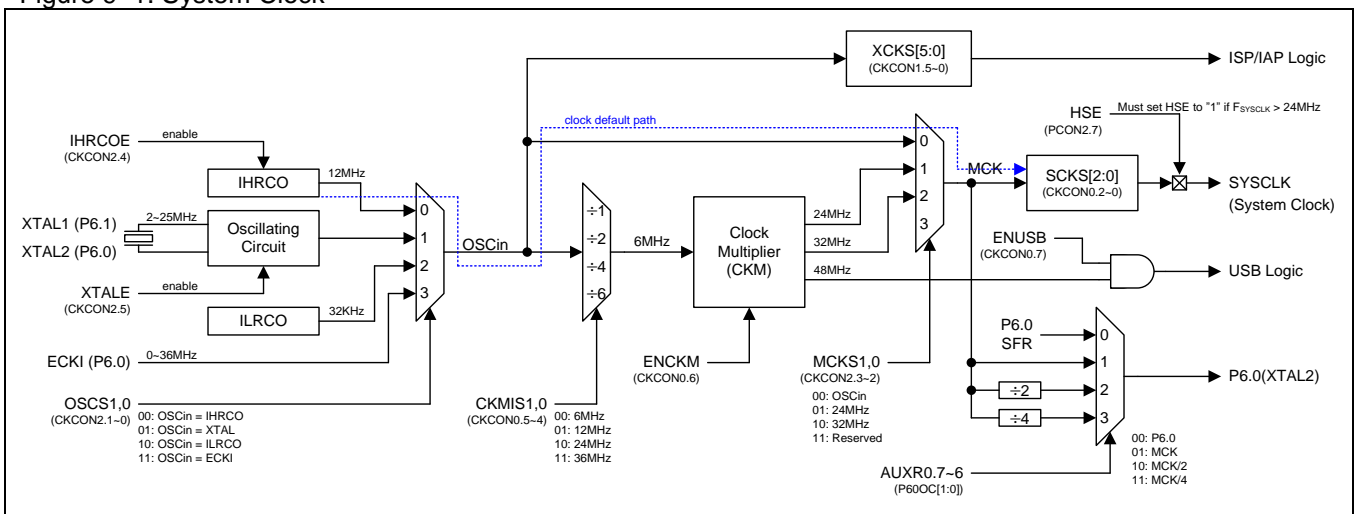 Figure 9–1. System Clock
XCKS[5:0]
(CKCON1.5~0)
ISP/IAP Logic
HSE
(PCON2.7)
Must set HSE to "1" if FSYSCLK > 24MHz
clock default path
IHRCOE
(CKCON2.4)
enable
IHRCO
12MHz
XTAL1 (P6.1)
2~25MHz
XTAL2 (P6.0)
Oscillating
Circuit
XTALE
(CKCON2.5)
enable
ILRCO
32KHz
ECKI (P6.0)
0~36MHz
OSCS1,0
(CKCON2.1~0)
00: OSCin = IHRCO
01: OSCin = XTAL
10: OSCin = ILRCO
11: OSCin = ECKI
0
1
2
3
OSCin
÷1
÷2
÷4
÷6
6MHz
CKMIS1,0
(CKCON0.5~4)
00: 6MHz
01: 12MHz
10: 24MHz
11: 36MHz
Clock
Multiplier
(CKM)
24MHz
32MHz
48MHz
ENCKM
(CKCON0.6)
0
1
2
3
MCKS1,0
(CKCON2.3~2)
00: OSCin
01: 24MHz
10: 32MHz
11: Reserved
MCK
SCKS[2:0]
(CKCON0.2~0)
SYSCLK
(System Clock)
ENUSB
(CKCON0.7)
USB Logic
P6.0
SFR
÷2
÷4
0
1
2
3
P6.0(XTAL2)
00: P6.0
01: MCK
10: MCK/2
11: MCK/4
AUXR0.7~6
(P60OC[1:0])